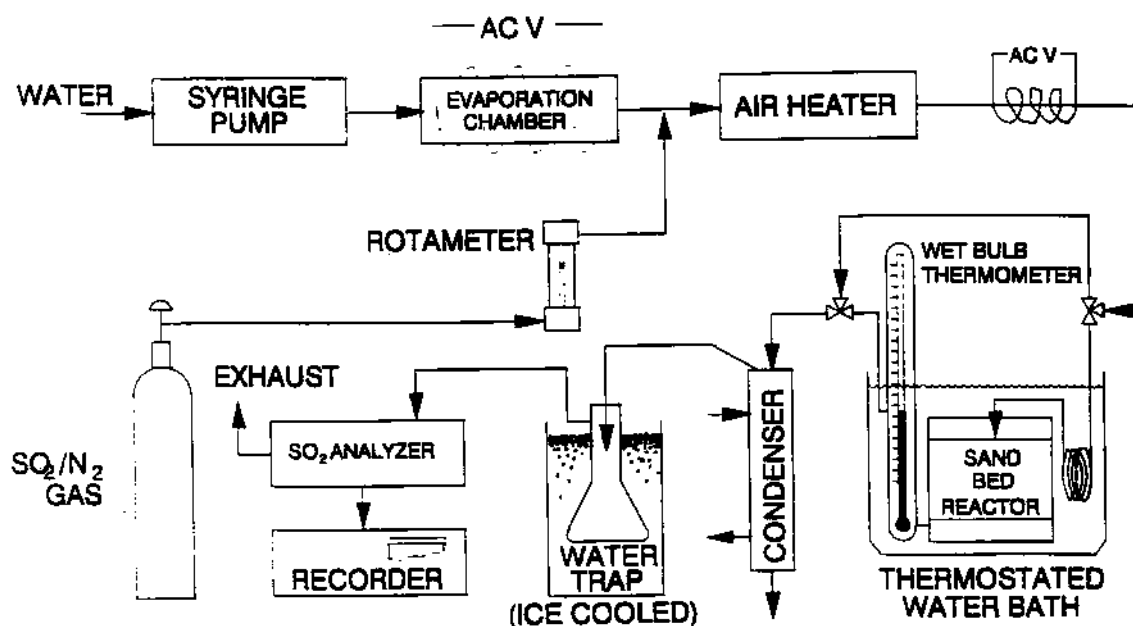 AC V
AC V
WATER
SYRINGE
PUMP
EVAPORATION
CHAMBER
AIR HEATER
ROTAMETER
WET BULB
THERMOMETER
EXHAUST
SO₂ ANALYZER
SO₂/N₂
GAS
RECORDER
WATER
TRAP
(ICE COOLED)
CONDENSER
SAND
BED
REACTOR
THERMOSTATED
WATER BATH